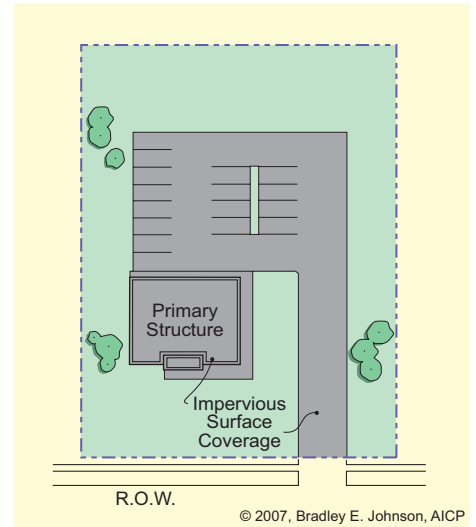 Primary
Structure
Impervious
Surface
Coverage
R.O.W.
© 2007, Bradley E. Johnson, AICP